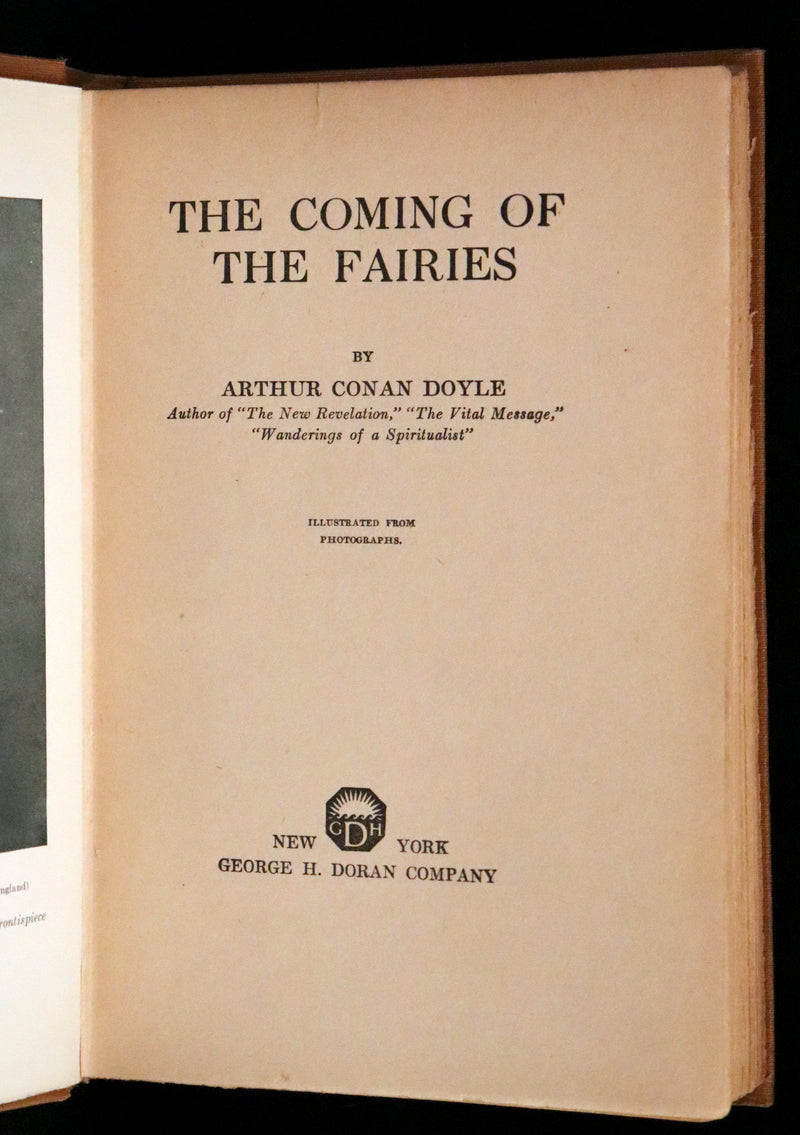 THE COMING OF
THE FAIRIES
BY
ARTHUR CONAN DOYLE
Author of "The New Revelation," "The Vital Message,"
"Wanderings of a Spiritualist"
ILLUSTRATED FROM
PHOTOGRAPHS.
GDH
NEW YORK
GEORGE H. DORAN COMPANY
ngland)
rontispiece